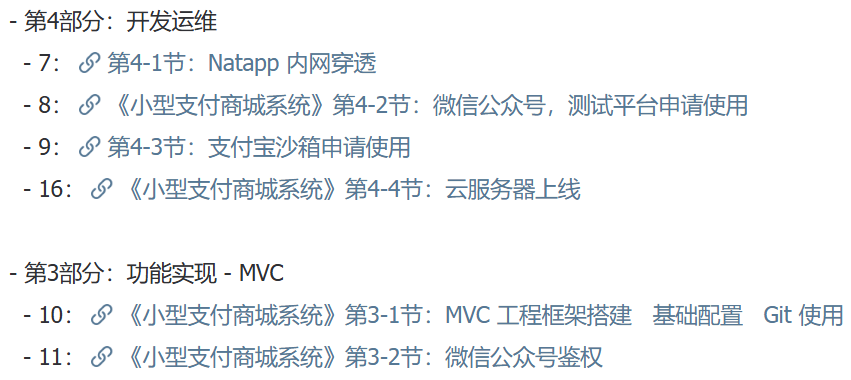 - 第4部分：开发运维
- 7： 第4-1节：Natapp 内网穿透
- 8： 《小型支付商城系统》第4-2节：微信公众号，测试平台申请使用
- 9： 第4-3节：支付宝沙箱申请使用
- 16： 《小型支付商城系统》第4-4节：云服务器上线
- 第3部分：功能实现 - MVC
- 10： 《小型支付商城系统》第3-1节：MVC 工程框架搭建 基础配置 Git 使用
- 11： 《小型支付商城系统》第3-2节：微信公众号鉴权